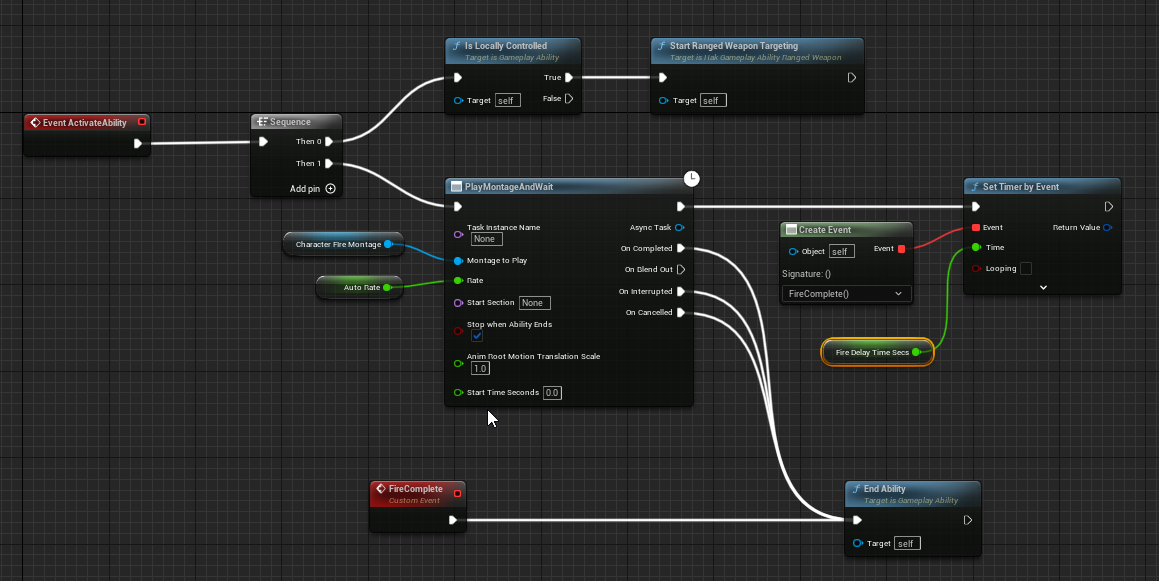 Is Locally Controlled
Target is Gameplay Ability
True
False
Target self
Start Ranged Weapon Targeting
Target is Hak Gameplay Ability Ranged Weapon
Target self
Event ActivateAbility
Sequence
Then 0
Then 1
Add pin
PlayMontageAndWait
Task Instance Name
None
Async Task
On Completed
Montage to Play
On Blend Out
Rate
On Interrupted
Start Section None
On Cancelled
Stop when Ability Ends
Anim Root Motion Translation Scale
1.0
Start Time Seconds 0.0
Character Fire Montage
Auto Rate
Create Event
Object self
Event
Signature: ()
FireComplete()
Set Timer by Event
Event
Return Value
Time
Looping
Fire Delay Time Secs
FireComplete
Custom Event
End Ability
Target is Gameplay Ability
Target self